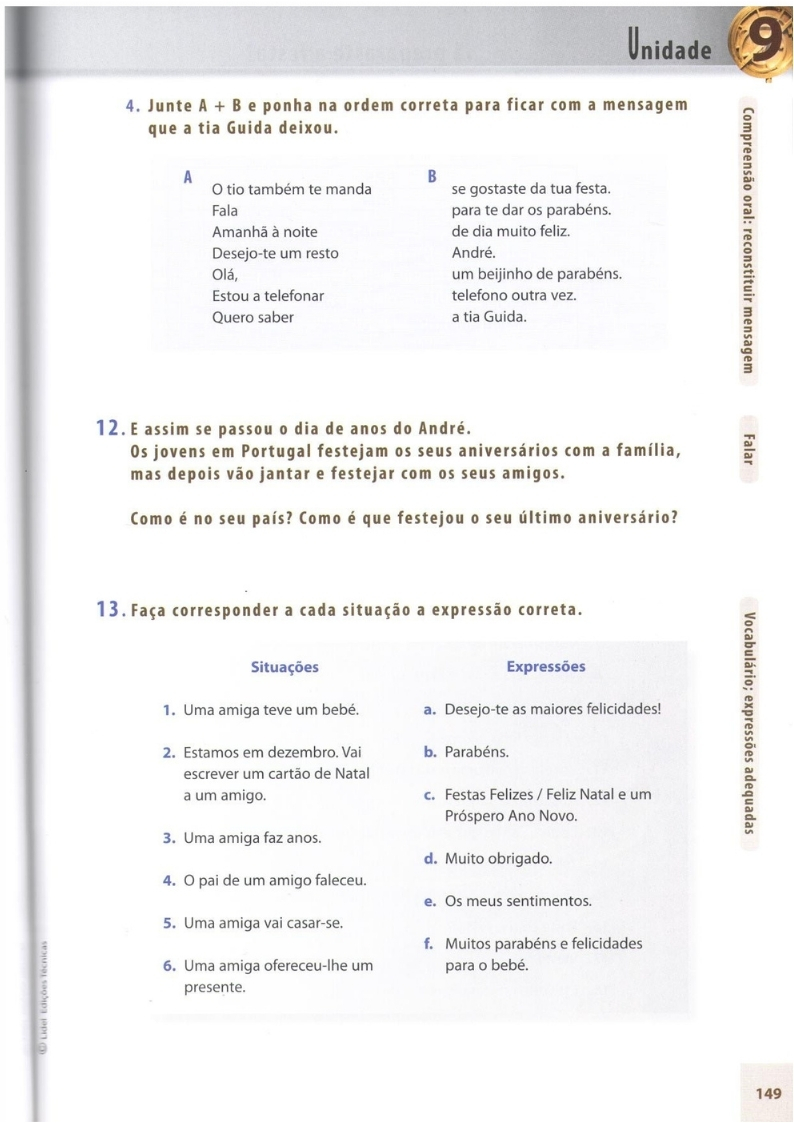 Unidade 9
4. Junte A + B e ponha na ordem correta para ficar com a mensagem
que a tia Guida deixou.
A
O tio também te manda
Fala
Amanhã à noite
Desejo-te um resto
Olá,
Estou a telefonar
Quero saber
B
se gostaste da tua festa.
para te dar os parabéns.
de dia muito feliz.
André.
um beijinho de parabéns.
telefono outra vez.
a tia Guida.
Compreensão oral: reconstituir mensagem
12. E assim se passou o dia de anos do André.
Os jovens em Portugal festejam os seus aniversários com a família,
mas depois vão jantar e festejar com os seus amigos.
Como é no seu país? Como é que festejou o seu último aniversário?
Falar
13. Faça corresponder a cada situação a expressão correta.
Situações
1. Uma amiga teve um bebé.
2. Estamos em dezembro. Vai
escrever um cartão de Natal
a um amigo.
3. Uma amiga faz anos.
4. O pai de um amigo faleceu.
5. Uma amiga vai casar-se.
6. Uma amiga ofereceu-lhe um
presente.
Expressões
a. Desejo-te as maiores felicidades!
b. Parabéns.
c. Festas Felizes / Feliz Natal e um
Próspero Ano Novo.
d. Muito obrigado.
e. Os meus sentimentos.
f. Muitos parabéns e felicidades
para o bebé.
Vocabulário; expressões adequadas
© Lidel Edições Técnicas
149